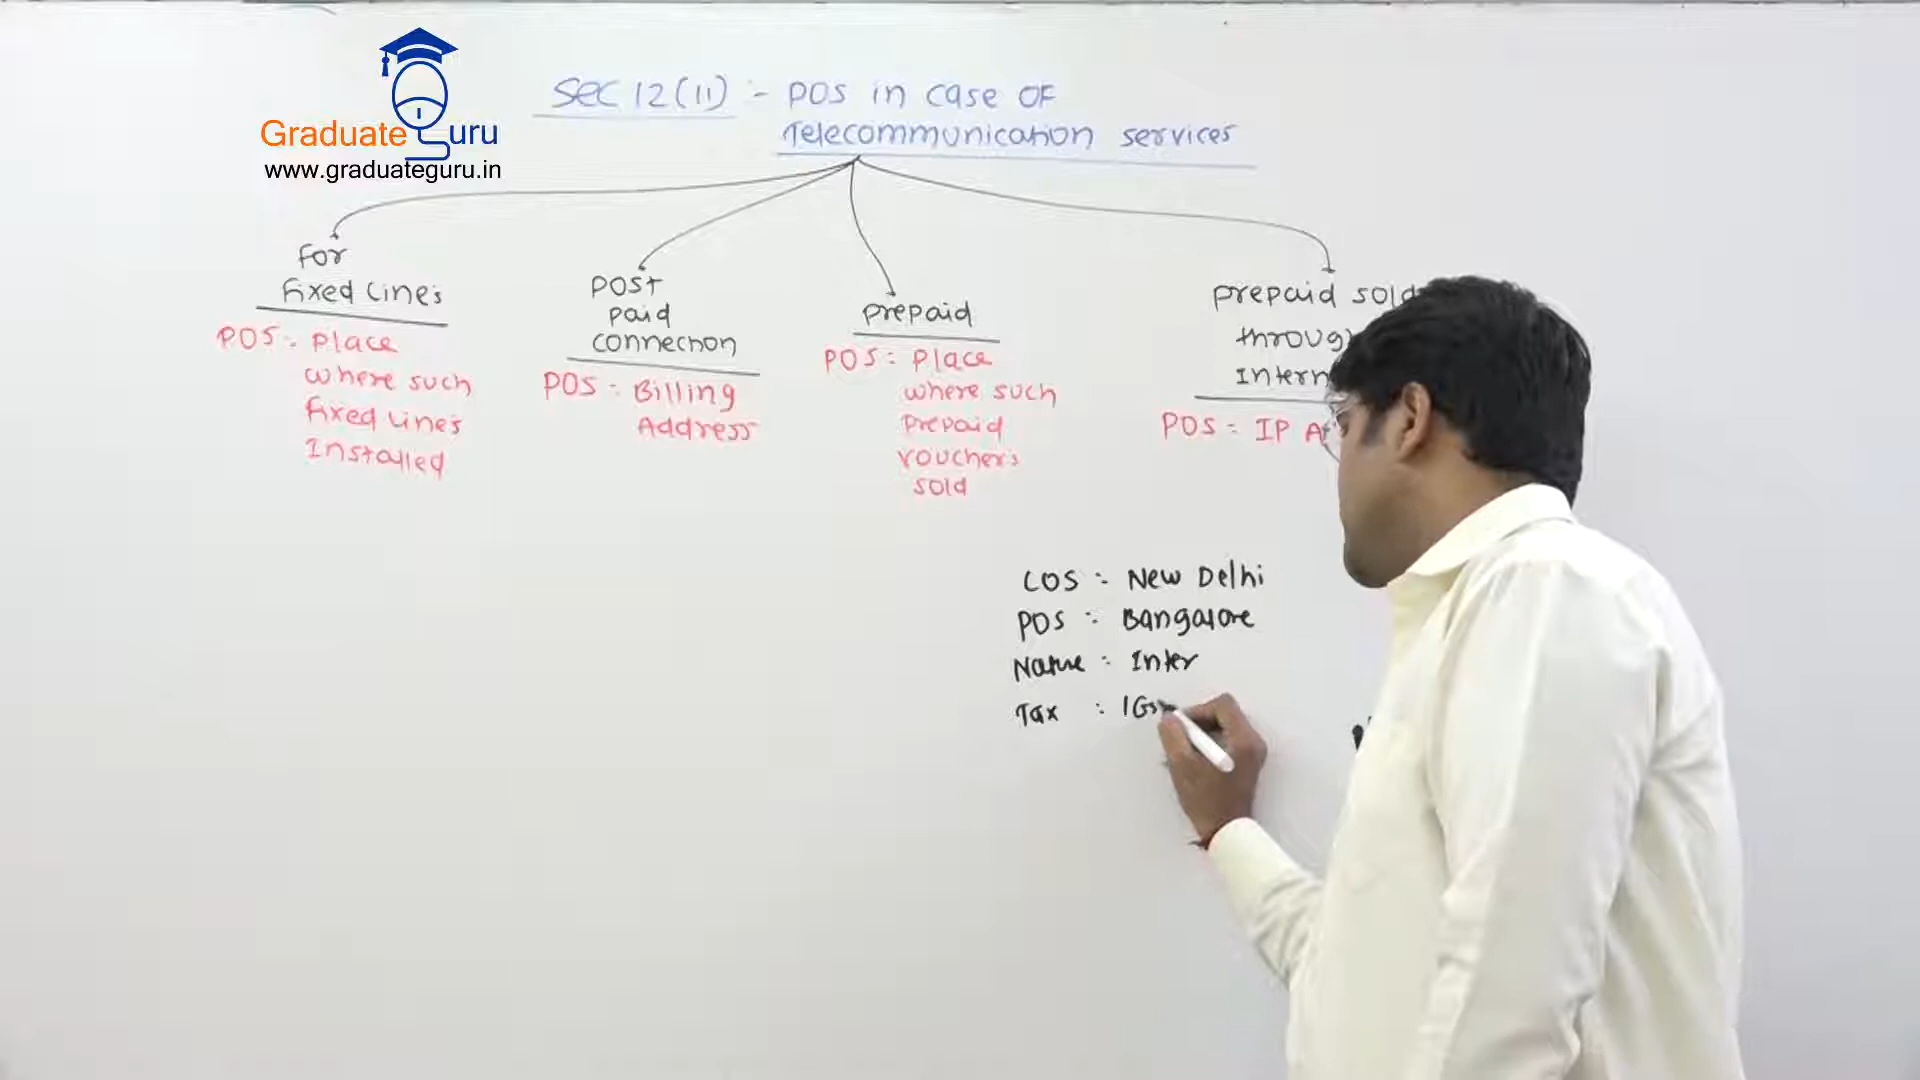 Graduate Guru
www.graduateguru.in
Sec 12(11) :- POS in case OF
Telecommunication services
For
Fixed Lines
POS : Place
where such
Fixed Lines
Installed
POST
paid
connection
POS : Billing
Address
prepaid
POS : Place
where such
prepaid
vouchers
sold
prepaid sold
POS : IP
LOS : New Delhi
POS : Bangalore
Nature : Inter
Tax :